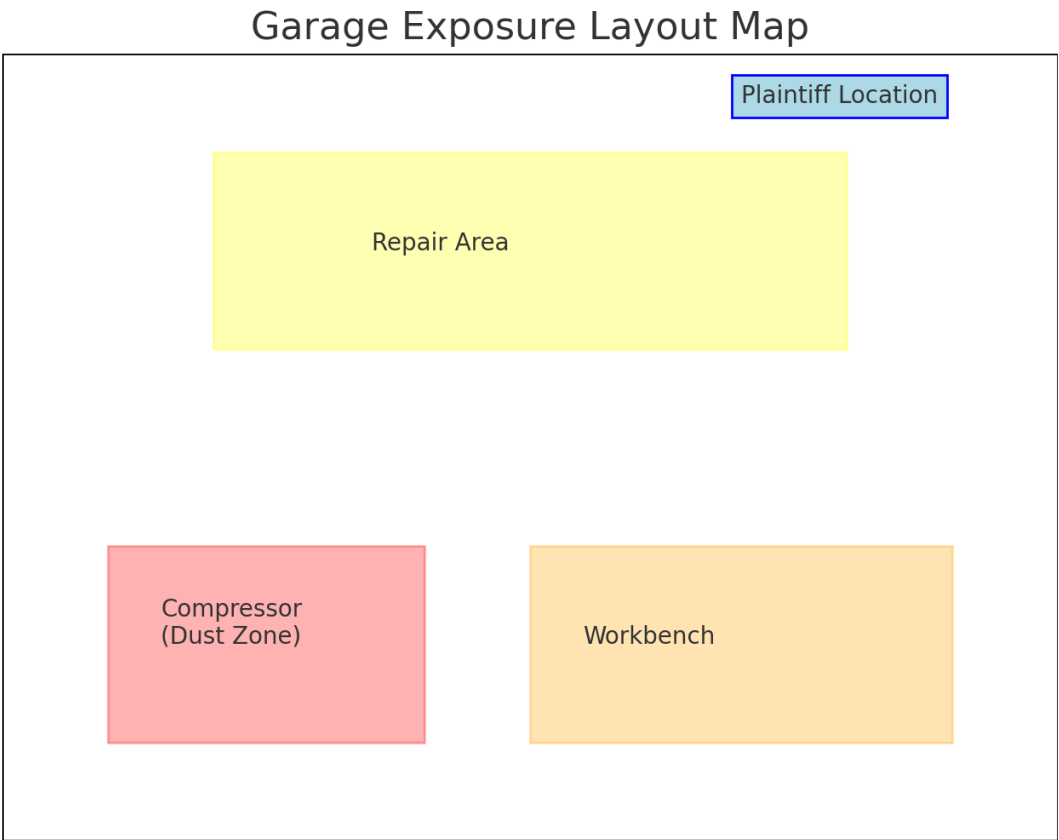 Garage Exposure Layout Map
Plaintiff Location
Repair Area
Compressor
(Dust Zone)
Workbench